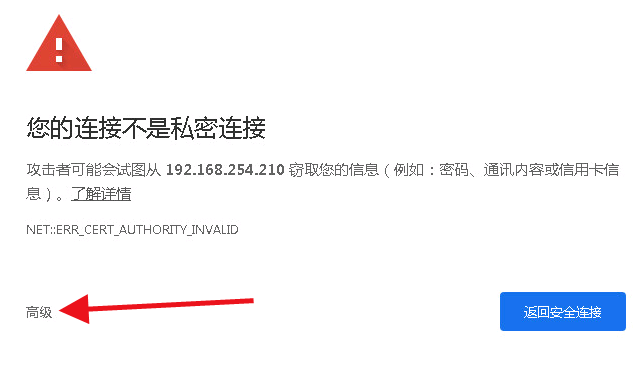 您的连接不是私密连接
攻击者可能会试图从 192.168.254.210 窃取您的信息（例如：密码、通讯内容或信用卡信
息）。了解详情
NET::ERR_CERT_AUTHORITY_INVALID
高级
返回安全连接